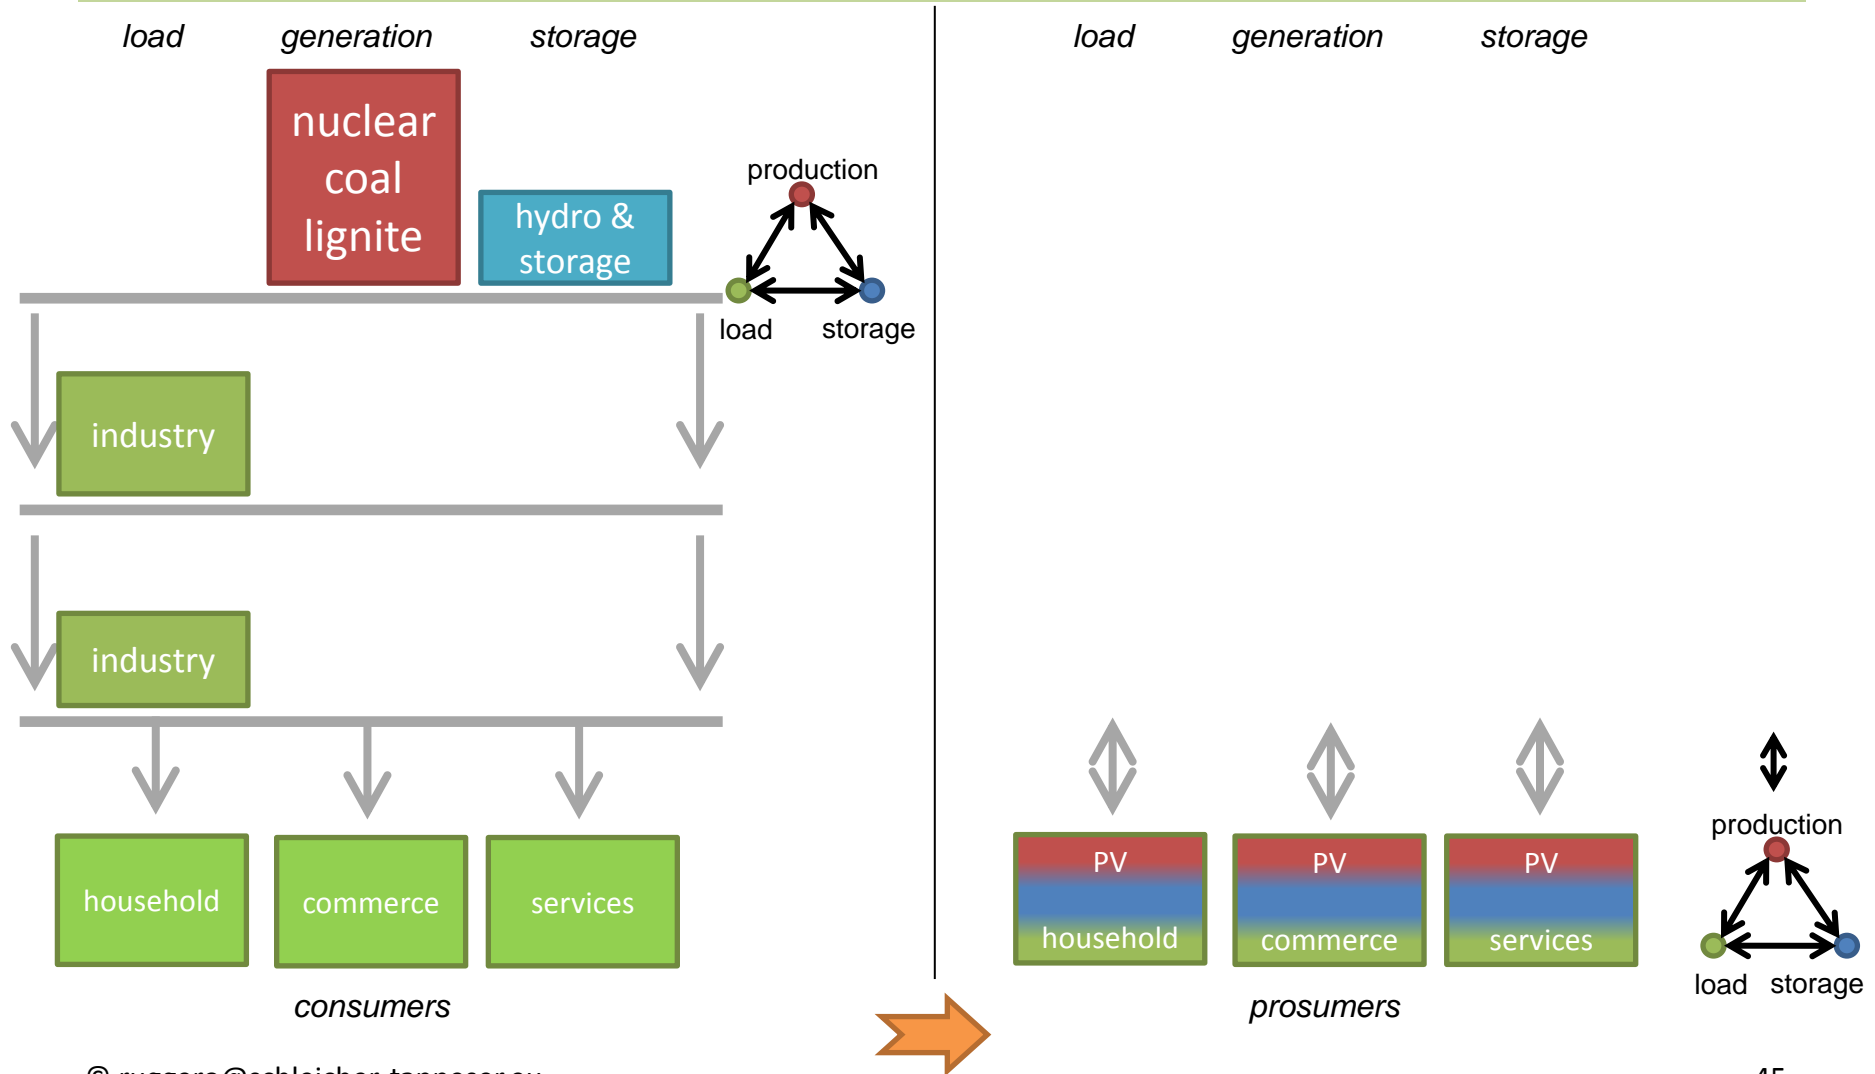 load generation storage
nuclear
coal
lignite
hydro &
storage
production
load storage
industry
industry
household
commerce
services
consumers
load generation storage
PV
household
PV
commerce
PV
services
production
load storage
prosumers